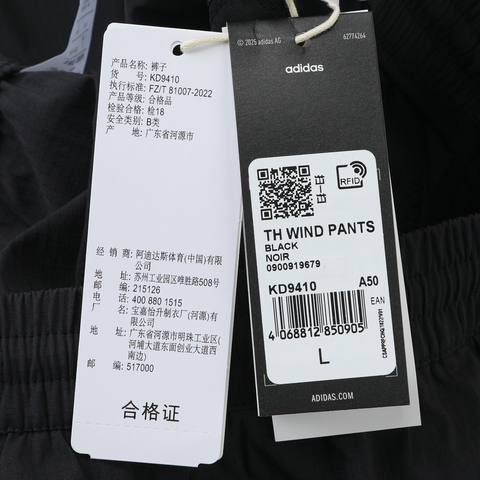 产品名称: 裤子
货 号: KD9410
执行标准: FZ/T 81007-2022
产品等级: 合格品
检验合格: 检18
安全类别: B类
产 地: 广东省河源市
经 销 商: 阿迪达斯体育(中国)有限公司
地 址: 苏州工业园区唯胜路508号
邮 编: 215126
电 话: 400 880 1515
厂 名: 宝嘉怡升制衣厂(河源)有限公司
地 址: 广东省河源市明珠工业园(
河埔大道东面创业大道西
南边)
邮 编: 517000
合格证
© 2025 adidas AG
62774264
adidas
RFID
TH WIND PANTS
BLACK
NOIR
0900919679
KD9410
A50
EAN
4 068812 850905
L
ADIDAS.COM